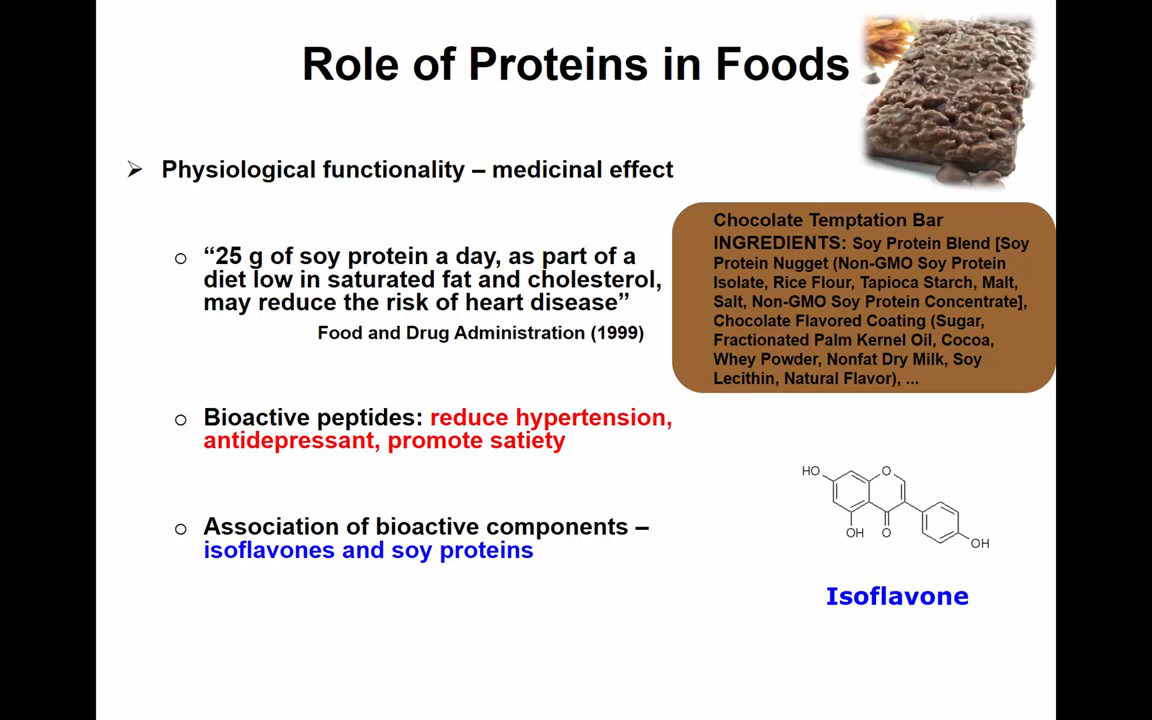 Role of Proteins in Foods
➢ Physiological functionality – medicinal effect
o “25 g of soy protein a day, as part of a
diet low in saturated fat and cholesterol,
may reduce the risk of heart disease”
Food and Drug Administration (1999)
Chocolate Temptation Bar
INGREDIENTS: Soy Protein Blend [Soy
Protein Nugget (Non-GMO Soy Protein
Isolate, Rice Flour, Tapioca Starch, Malt,
Salt, Non-GMO Soy Protein Concentrate],
Chocolate Flavored Coating (Sugar,
Fractionated Palm Kernel Oil, Cocoa,
Whey Powder, Nonfat Dry Milk, Soy
Lecithin, Natural Flavor), ...
o Bioactive peptides: reduce hypertension,
antidepressant, promote satiety
o Association of bioactive components –
isoflavones and soy proteins
HO
O
OH
O
OH
Isoflavone